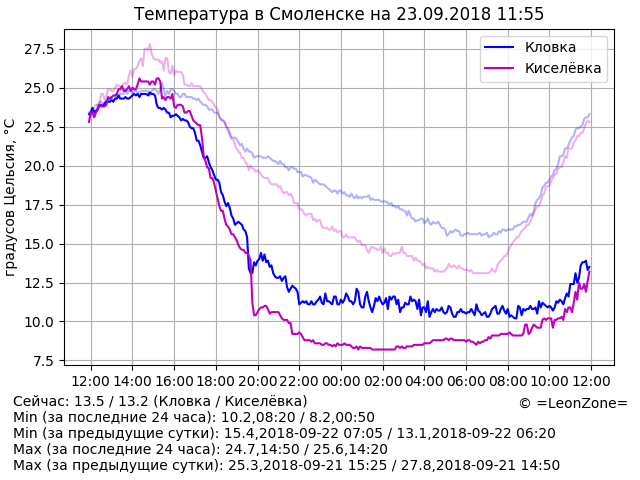 Температура в Смоленске на 23.09.2018 11:55
градусов Цельсия, °C
27.5
25.0
22.5
20.0
17.5
15.0
12.5
10.0
7.5
Кловка
Киселёвка
12:00 14:00 16:00 18:00 20:00 22:00 00:00 02:00 04:00 06:00 08:00 10:00 12:00
Сейчас: 13.5 / 13.2 (Кловка / Киселёвка)
© =LeonZone=
Min (за последние 24 часа): 10.2,08:20 / 8.2,00:50
Min (за предыдущие сутки): 15.4,2018-09-22 07:05 / 13.1,2018-09-22 06:20
Max (за последние 24 часа): 24.7,14:50 / 25.6,14:20
Max (за предыдущие сутки): 25.3,2018-09-21 15:25 / 27.8,2018-09-21 14:50